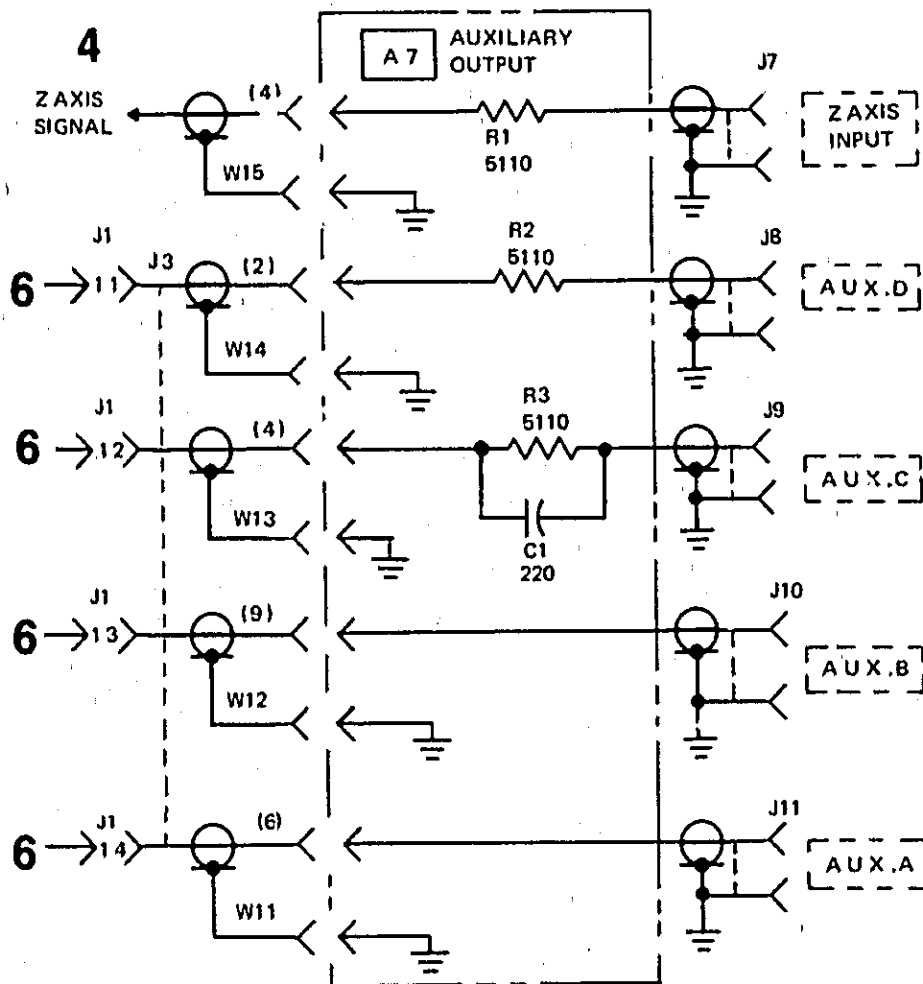 4
A 7
AUXILIARY
OUTPUT
Z AXIS
SIGNAL
(4)
W15
R1
5110
J7
Z AXIS
INPUT
6
J1
11
J3
(2)
W14
R2
5110
J8
AUX.D
6
J1
12
(4)
W13
R3
5110
C1
220
J9
AUX.C
6
J1
13
(9)
W12
J10
AUX.B
6
J1
14
(6)
W11
J11
AUX.A